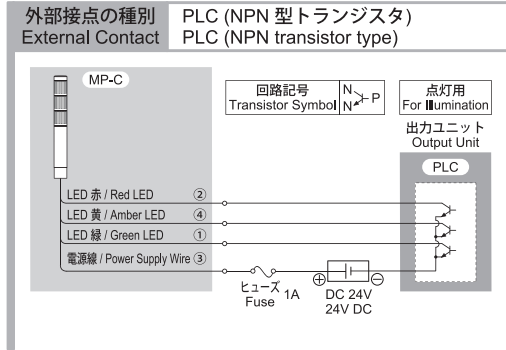 外部接点の種別
External Contact
PLC (NPN 型トランジスタ)
PLC (NPN transistor type)
MP-C
回路記号
Transistor Symbol
N
N
P
点灯用
For Illumination
出力ユニット
Output Unit
PLC
LED 赤 / Red LED ②
LED 黄 / Amber LED ④
LED 緑 / Green LED ①
電源線 / Power Supply Wire ③
ヒューズ
Fuse
1A
⊕
⊖
DC 24V
24V DC